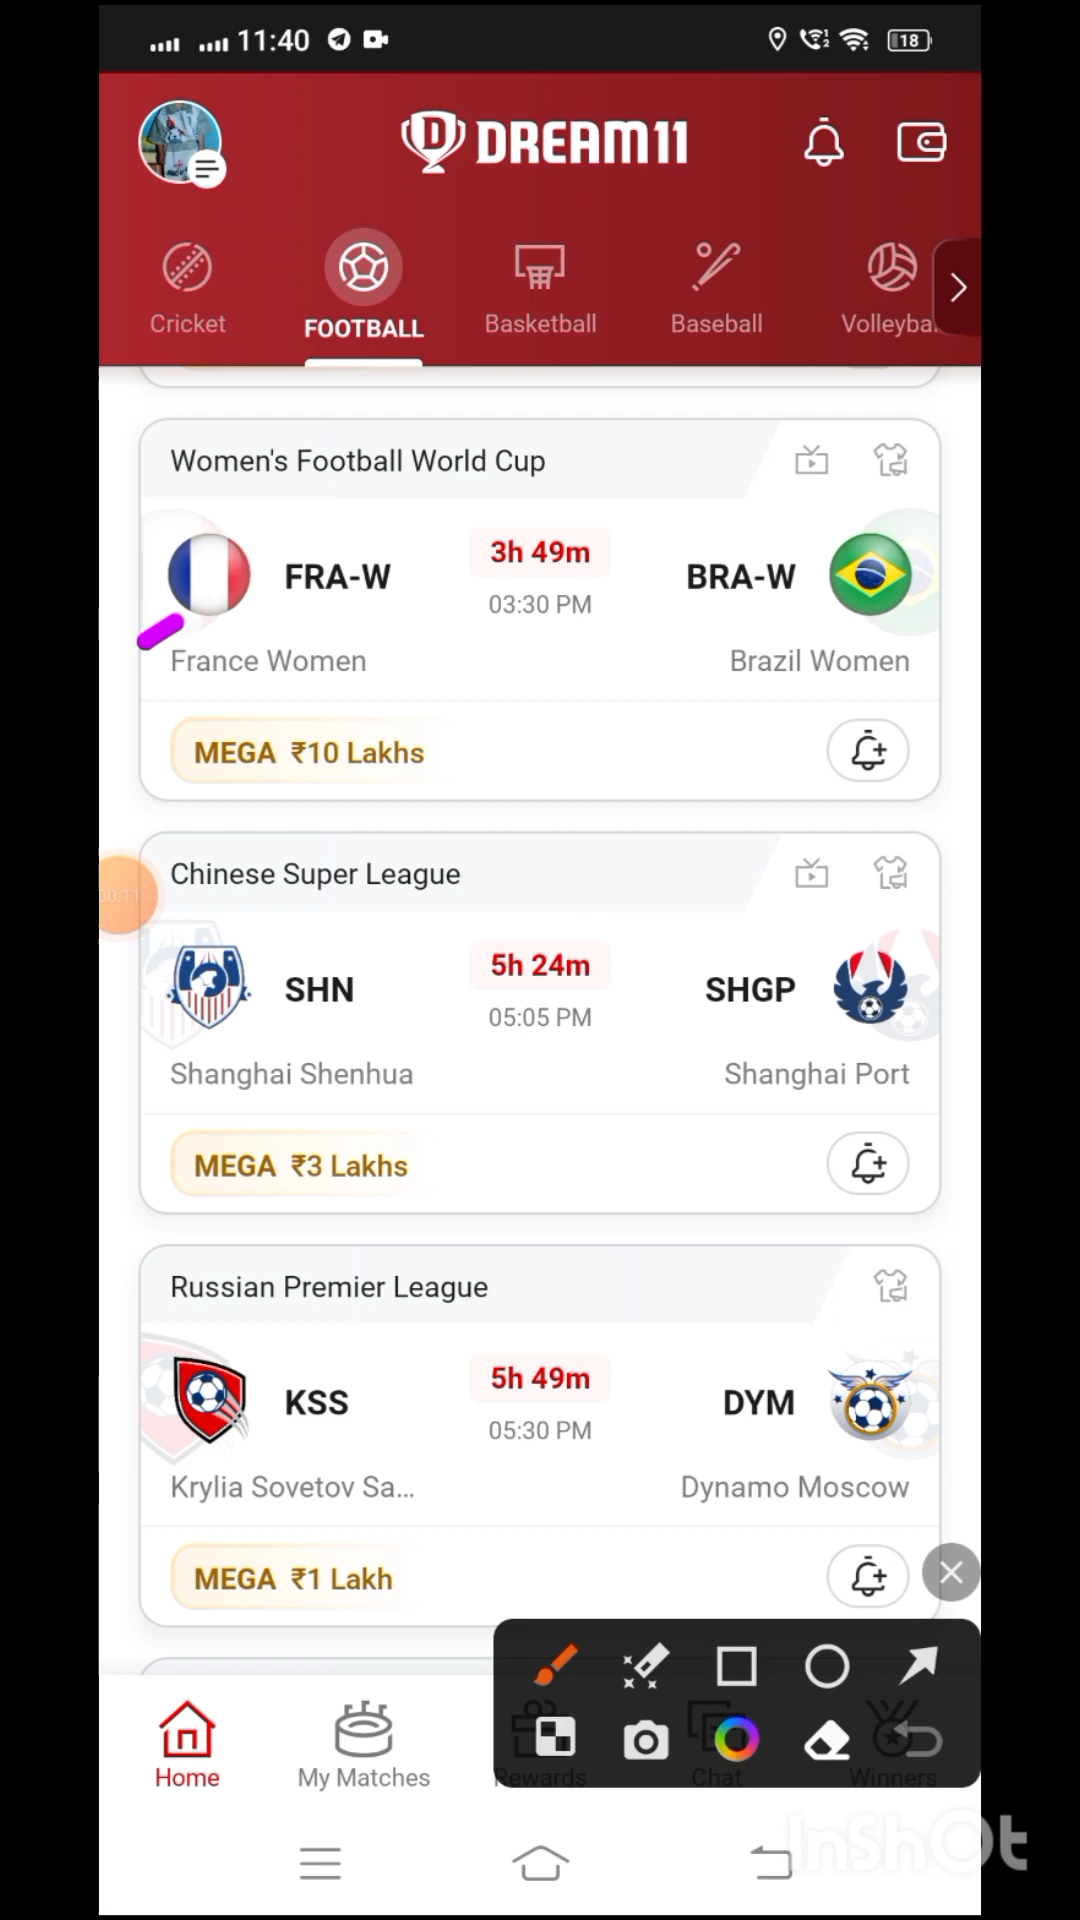 11:40
18
DREAM11
Cricket
FOOTBALL
Basketball
Baseball
Volleyba
Women's Football World Cup
FRA-W
3h 49m
03:30 PM
BRA-W
France Women
Brazil Women
MEGA ₹10 Lakhs
Chinese Super League
00:11
SHN
5h 24m
05:05 PM
SHGP
Shanghai Shenhua
Shanghai Port
MEGA ₹3 Lakhs
Russian Premier League
KSS
5h 49m
05:30 PM
DYM
Krylia Sovetov Sa...
Dynamo Moscow
MEGA ₹1 Lakh
Home
My Matches
Rewards
Chat
Winners
InShOt